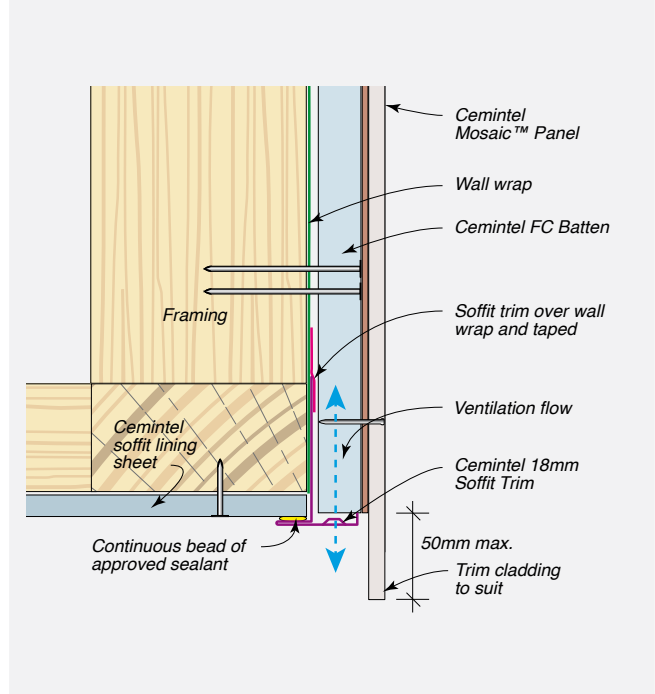 Cemintel
Mosaic™ Panel
Wall wrap
Cemintel FC Batten
Framing
Soffit trim over wall
wrap and taped
Cemintel
soffit lining
sheet
Ventilation flow
Cemintel 18mm
Soffit Trim
Continuous bead of
approved sealant
50mm max.
Trim cladding
to suit